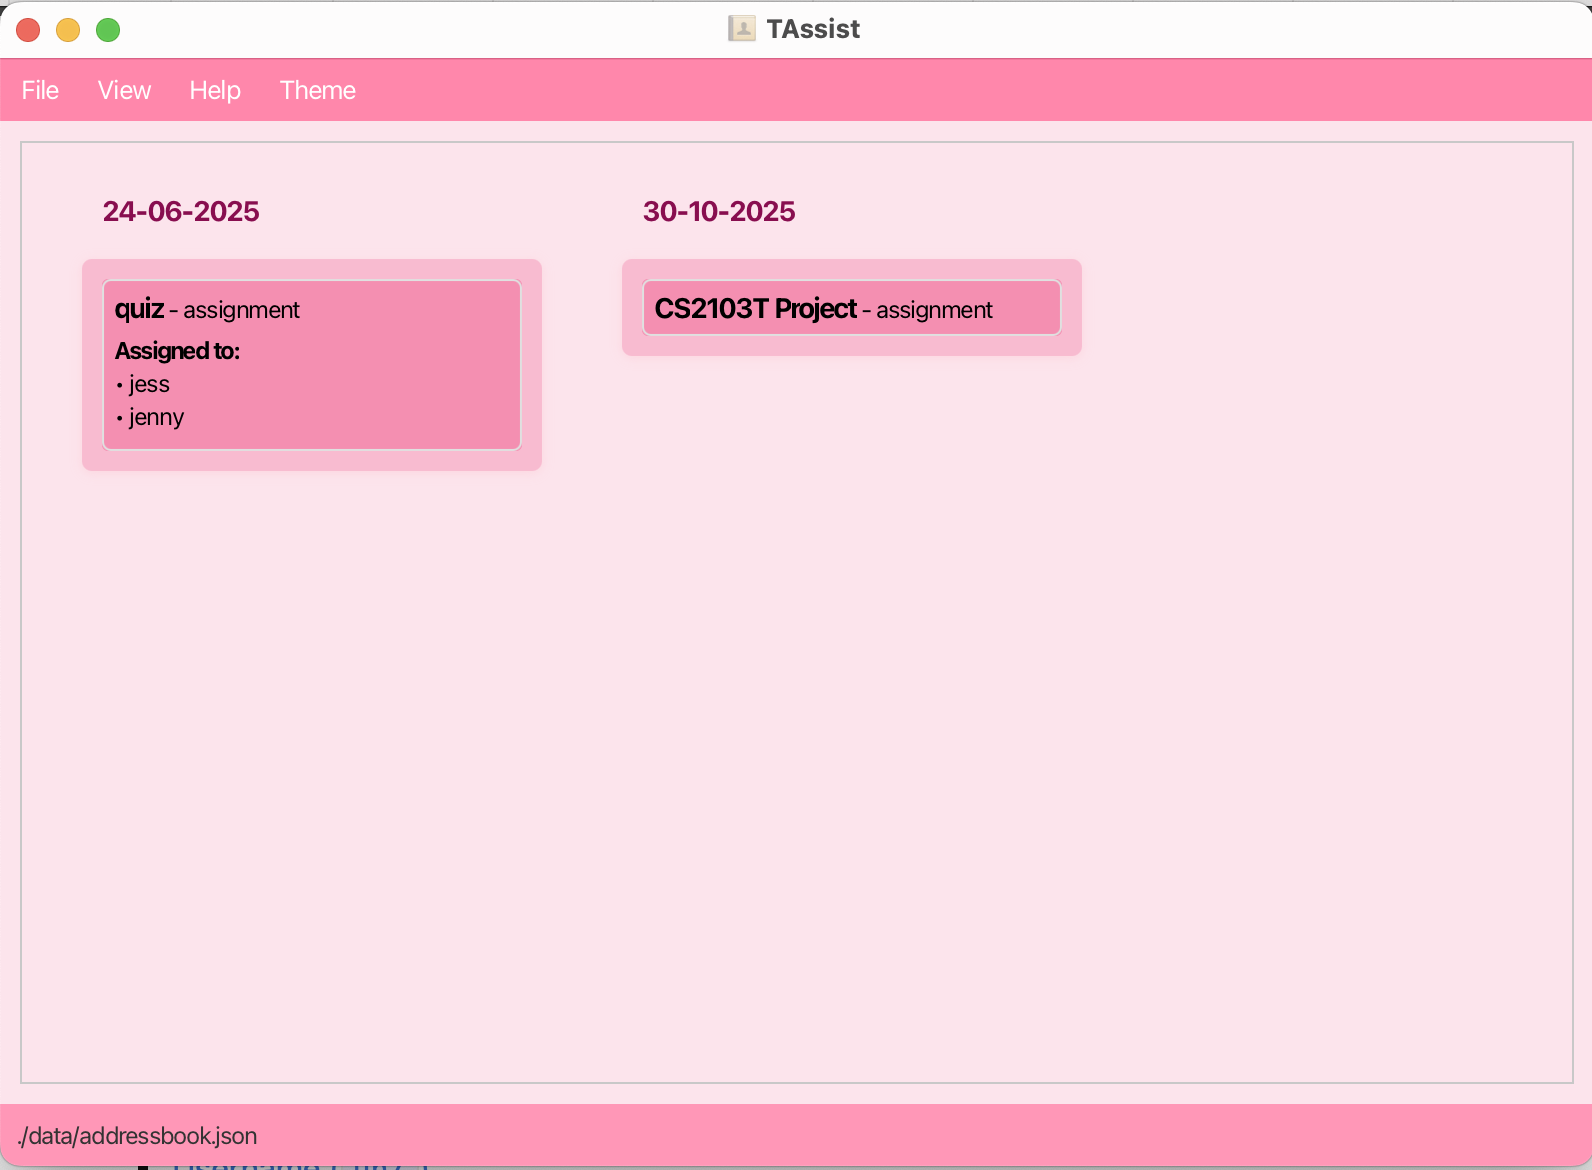 TAssist
File View Help Theme
24-06-2025
quiz - assignment
Assigned to:
• jess
• jenny
30-10-2025
CS2103T Project - assignment
./data/addressbook.json